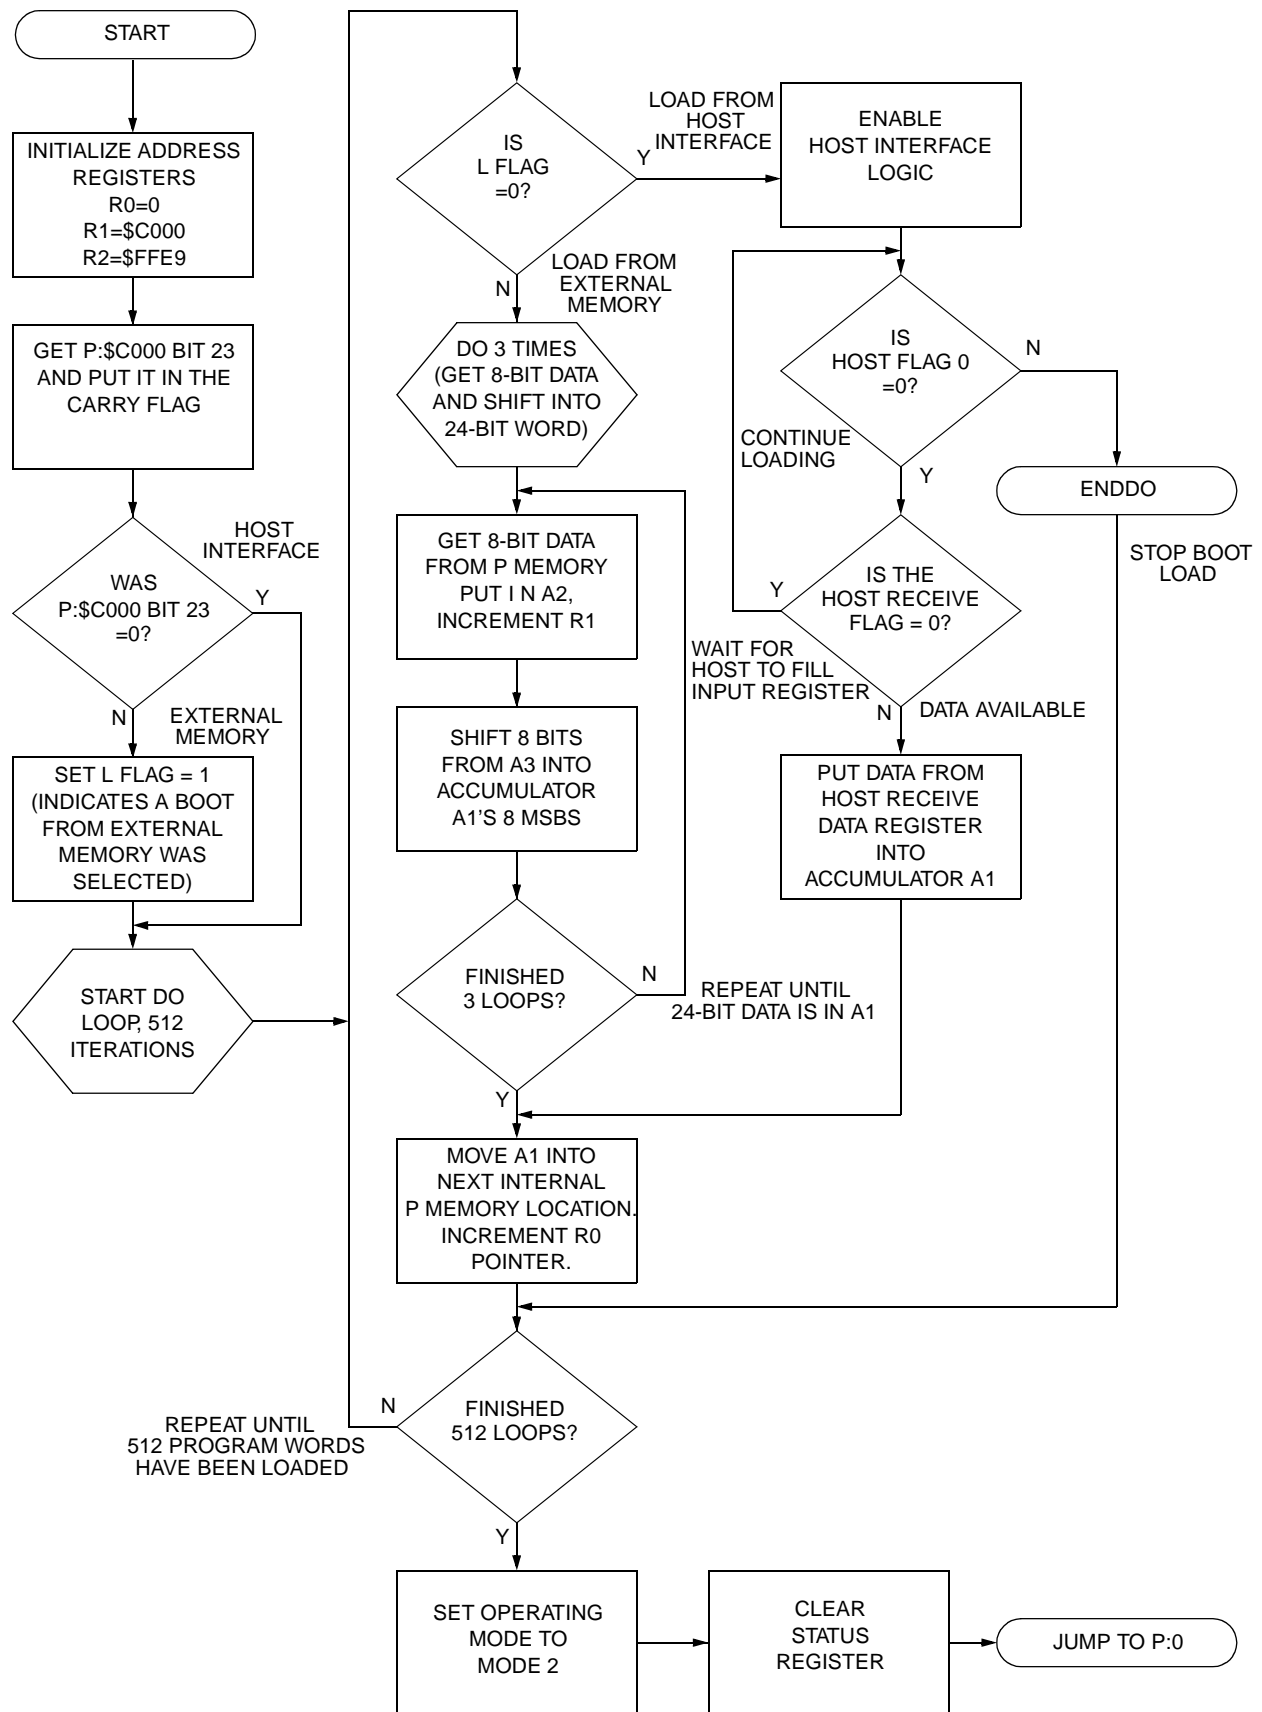 START
INITIALIZE ADDRESS
REGISTERS
R0=0
R1=$C000
R2=$FFE9
GET P:$C000 BIT 23
AND PUT IT IN THE
CARRY FLAG
HOST
INTERFACE
WAS
P:$C000 BIT 23
=0?
Y
N
EXTERNAL
MEMORY
SET L FLAG = 1
(INDICATES A BOOT
FROM EXTERNAL
MEMORY WAS
SELECTED)
START DO
LOOP, 512
ITERATIONS
IS
L FLAG
=0?
Y
LOAD FROM
HOST
INTERFACE
N
LOAD FROM
EXTERNAL
MEMORY
DO 3 TIMES
(GET 8-BIT DATA
AND SHIFT INTO
24-BIT WORD)
GET 8-BIT DATA
FROM P MEMORY
PUT I N A2,
INCREMENT R1
SHIFT 8 BITS
FROM A3 INTO
ACCUMULATOR
A1'S 8 MSBS
FINISHED
3 LOOPS?
N
REPEAT UNTIL
24-BIT DATA IS IN A1
Y
ENABLE
HOST INTERFACE
LOGIC
IS
HOST FLAG 0
=0?
N
CONTINUE
LOADING
Y
ENDDO
STOP BOOT
LOAD
IS THE
HOST RECEIVE
FLAG = 0?
Y
WAIT FOR
HOST TO FILL
INPUT REGISTER
N
DATA AVAILABLE
PUT DATA FROM
HOST RECEIVE
DATA REGISTER
INTO
ACCUMULATOR A1
MOVE A1 INTO
NEXT INTERNAL
P MEMORY LOCATION.
INCREMENT R0
POINTER.
FINISHED
512 LOOPS?
N
REPEAT UNTIL
512 PROGRAM WORDS
HAVE BEEN LOADED
Y
SET OPERATING
MODE TO
MODE 2
CLEAR
STATUS
REGISTER
JUMP TO P:0